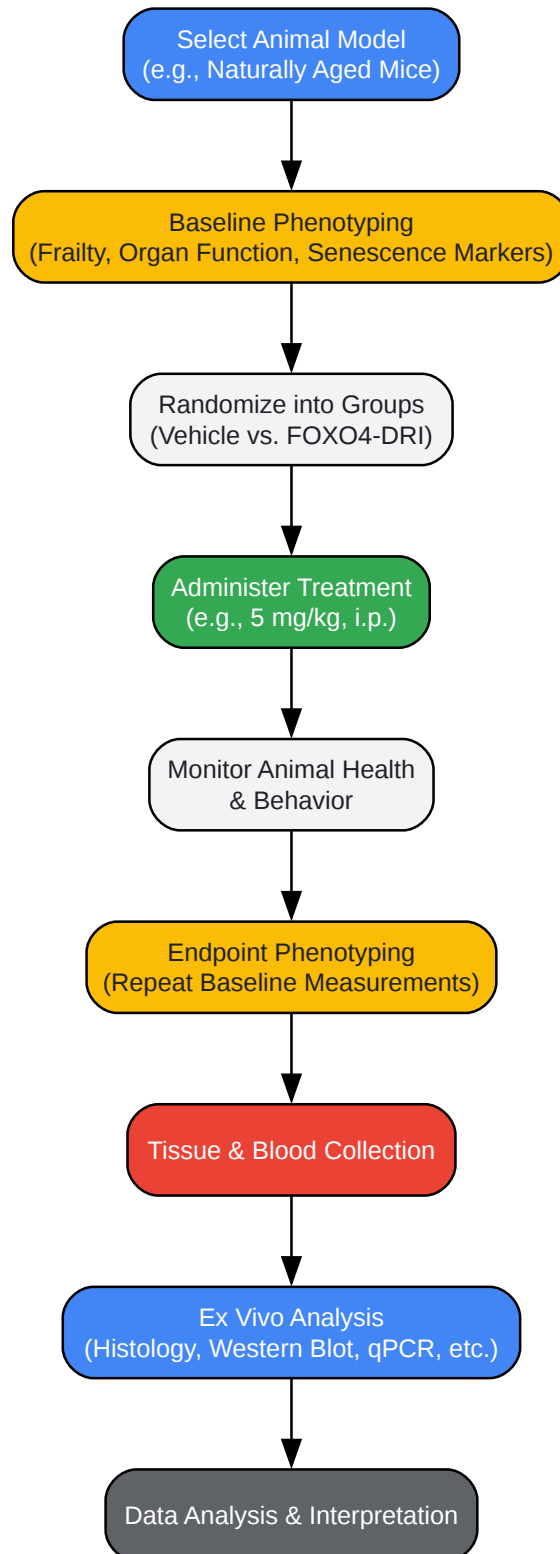 Select Animal Model
(e.g., Naturally Aged Mice)
Baseline Phenotyping
(Frailty, Organ Function, Senescence Markers)
Randomize into Groups
(Vehicle vs. FOXO4-DRI)
Administer Treatment
(e.g., 5 mg/kg, i.p.)
Monitor Animal Health
& Behavior
Endpoint Phenotyping
(Repeat Baseline Measurements)
Tissue & Blood Collection
Ex Vivo Analysis
(Histology, Western Blot, qPCR, etc.)
Data Analysis & Interpretation